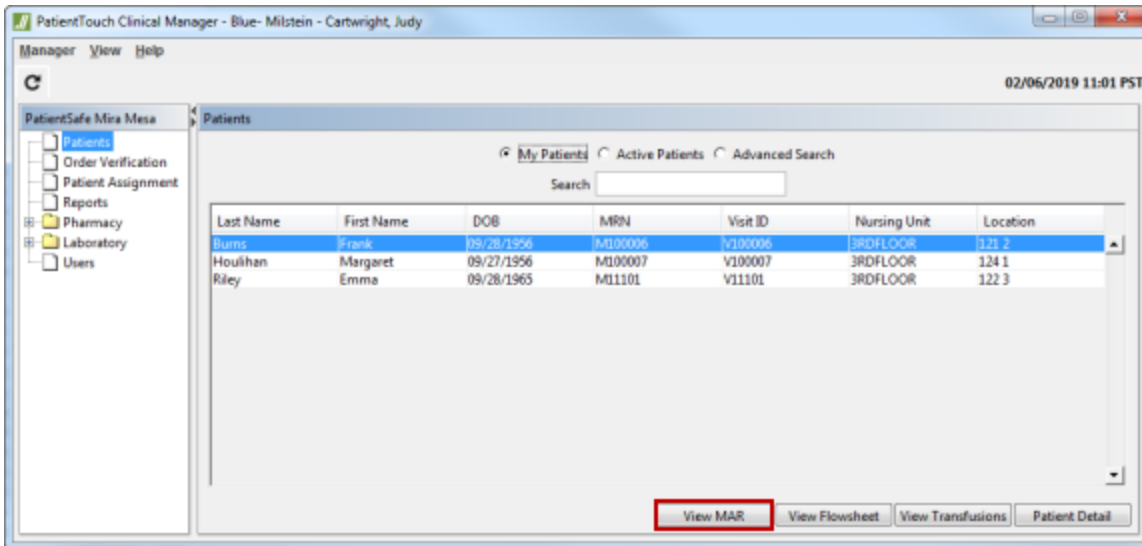 PatientTouch Clinical Manager - Blue- Milstein - Cartwright, Judy
Manager View Help
02/06/2019 11:01 PST
PatientSafe Mira Mesa
Patients
Order Verification
Patient Assignment
Reports
Pharmacy
Laboratory
Users
Patients
My Patients Active Patients Advanced Search
Search
Last Name First Name DOB MRN Visit ID Nursing Unit Location
Burns Frank 09/28/1956 M100006 V100006 3RDFLOOR 121 2
Houlihan Margaret 09/27/1956 M100007 V100007 3RDFLOOR 124 1
Riley Emma 09/28/1965 M11101 V11101 3RDFLOOR 122 3
View MAR View Flowsheet View Transfusions Patient Detail